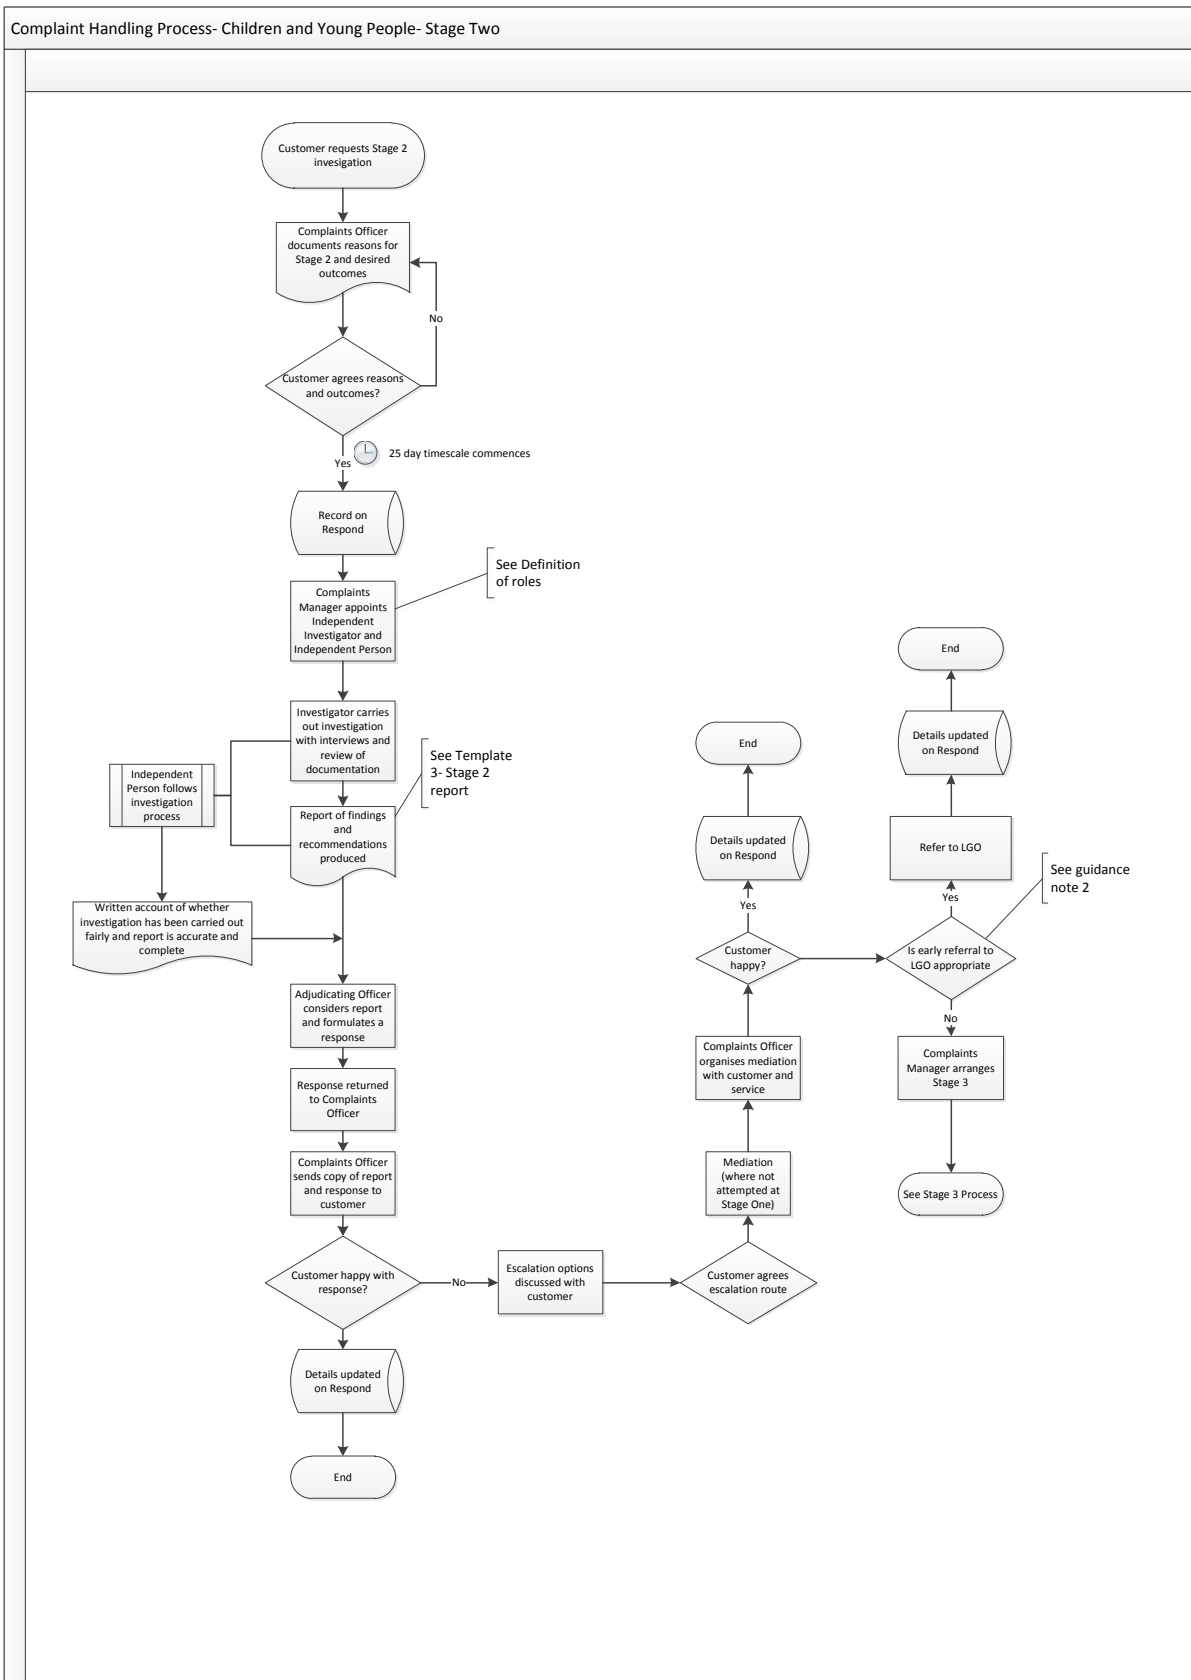 Complaint Handling Process- Children and Young People- Stage Two
Customer requests Stage 2
invesigation
Complaints Officer
documents reasons for
Stage 2 and desired
outcomes
No
Customer agrees reasons
and outcomes?
Yes
25 day timescale commences
Record on
Respond
See Definition
of roles
Complaints
Manager appoints
Independent
Investigator and
Independent Person
Investigator carries
out investigation
with interviews and
review of
documentation
See Template
3- Stage 2
report
Independent
Person follows
investigation
process
Report of findings
and
recommendations
produced
Written account of whether
investigation has been carried out
fairly and report is accurate and
complete
Adjudicating Officer
considers report
and formulates a
response
Response returned
to Complaints
Officer
Complaints Officer
sends copy of report
and response to
customer
Customer happy with
response?
No
Details updated
on Respond
End
Escalation options
discussed with
customer
Customer agrees
escalation route
Mediation
(where not
attempted at
Stage One)
Complaints Officer
organises mediation
with customer and
service
Customer
happy?
Yes
Details updated
on Respond
End
Is early referral to
LGO appropriate
See guidance
note 2
Yes
Refer to LGO
Details updated
on Respond
End
No
Complaints
Manager arranges
Stage 3
See Stage 3 Process